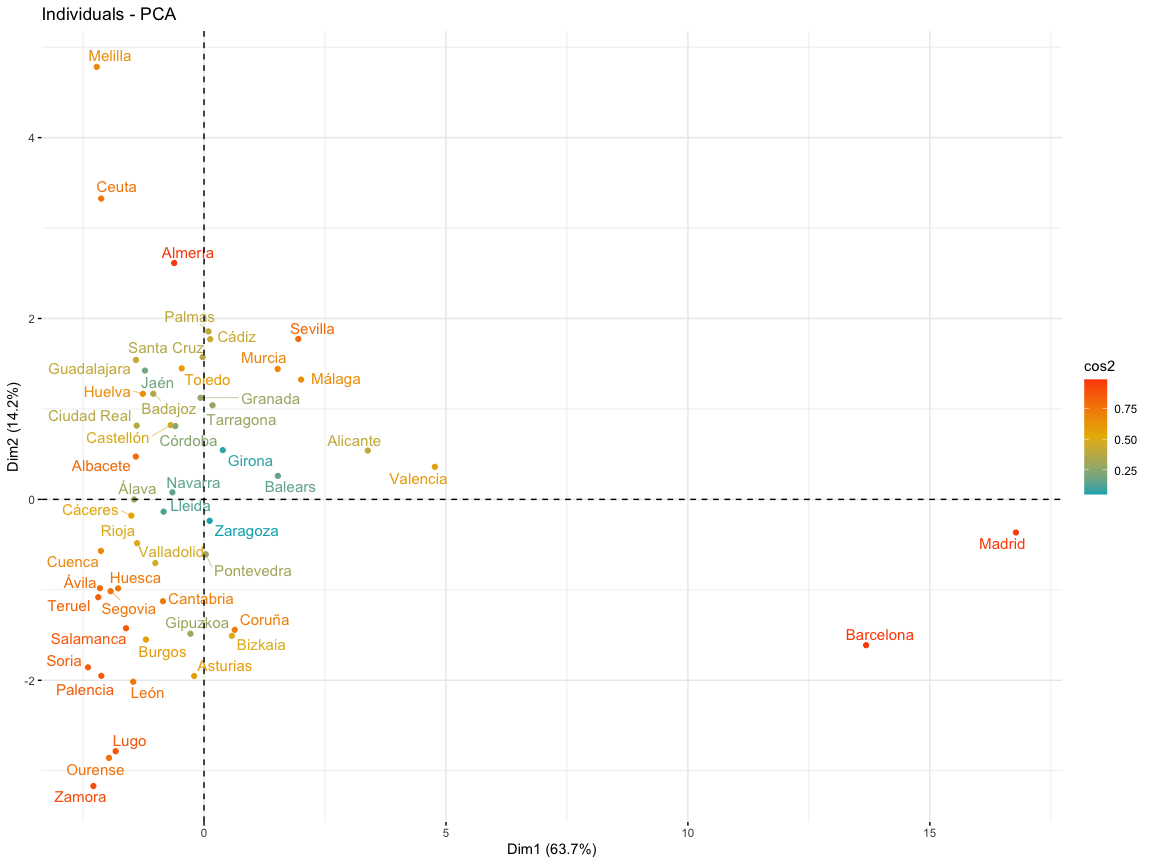 Individuals - PCA
Melilla
4
Ceuta
Almería
Palmas
2
Sevilla
Cádiz
Santa Cruz
Murcia
Guadalajara
Toledo
Málaga
Jaén
Huelva
Granada
Badajoz
Ciudad Real
Tarragona
Castellón
Córdoba
Alicante
Girona
Albacete
Valencia
Navarra
Balears
Álava
0
Lleida
Cáceres
Rioja
Zaragoza
Madrid
Valladolid
Cuenca
Pontevedra
Huesca
Ávila
Cantabria
Teruel
Segovia
Coruña
Gipuzkoa
Barcelona
Salamanca
Bizkaia
Burgos
Soria
Asturias
-2
Palencia
León
Lugo
Ourense
Zamora
0
5
10
15
Dim1 (63.7%)
Dim2 (14.2%)
cos2
0.75
0.50
0.25